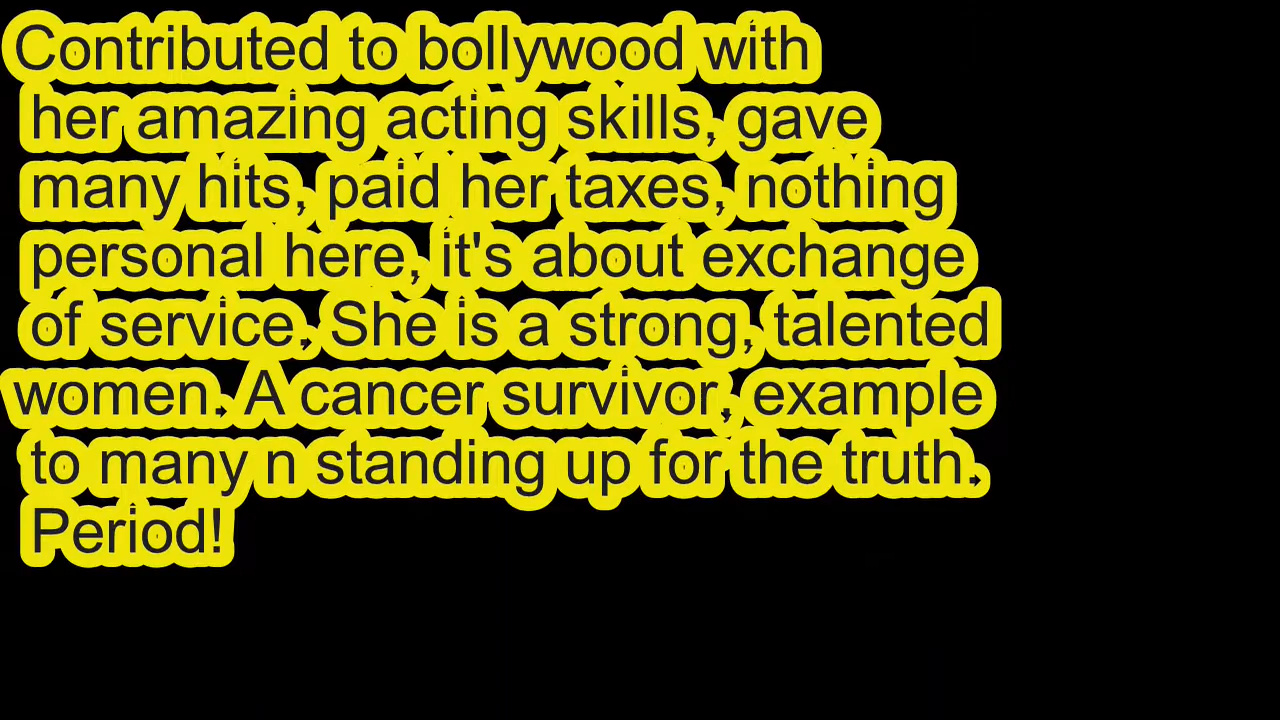 Contributed to bollywood with
her amazing acting skills, gave
many hits, paid her taxes, nothing
personal here, it's about exchange
of service. She is a strong, talented
women. A cancer survivor, example
to many n standing up for the truth.
Period!